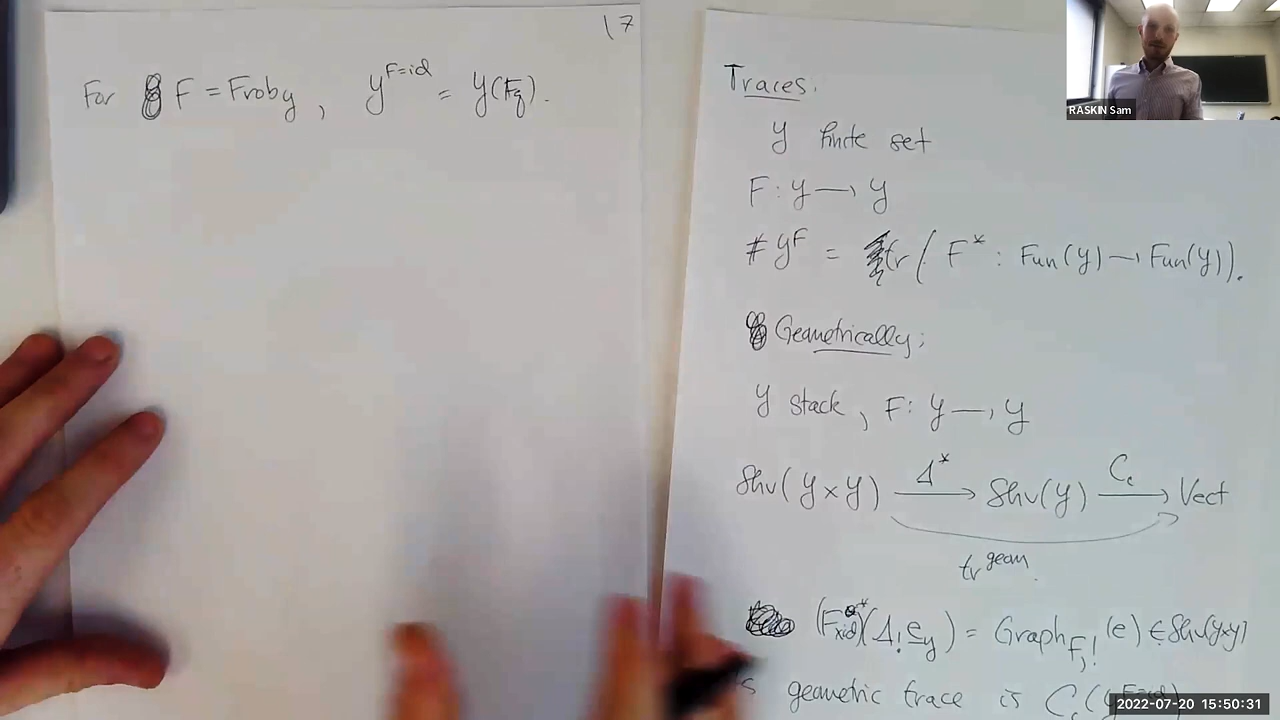 17
For F = Frob_y , Y^{F=id} = Y(F_q).
Traces.
Y finite set
F : Y → Y
# Y^F = tr ( F^* : Fun(Y) → Fun(Y) ).
Geometrically:
Y stack , F : Y → Y
Shv(Y × Y) →^{Δ^*} Shv(Y) →^{C_c} Vect
tr^{geom}.
(F × id)^* (Δ_! e_Y) = Graph_{F,!} (e) ∈ Shv(Y×Y)
geometric trace is C_c(
RASKIN Sam
2022-07-20 15:50:31